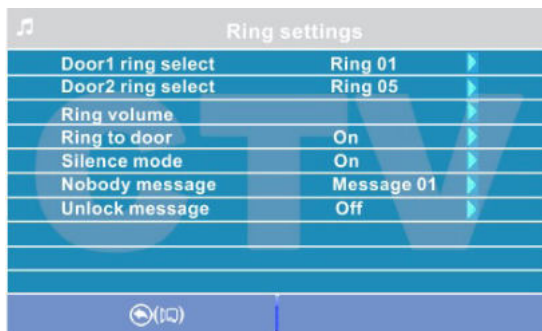 Ring settings
Door1 ring select Ring 01
Door2 ring select Ring 05
Ring volume
Ring to door On
Silence mode On
Nobody message Message 01
Unlock message Off
CTV